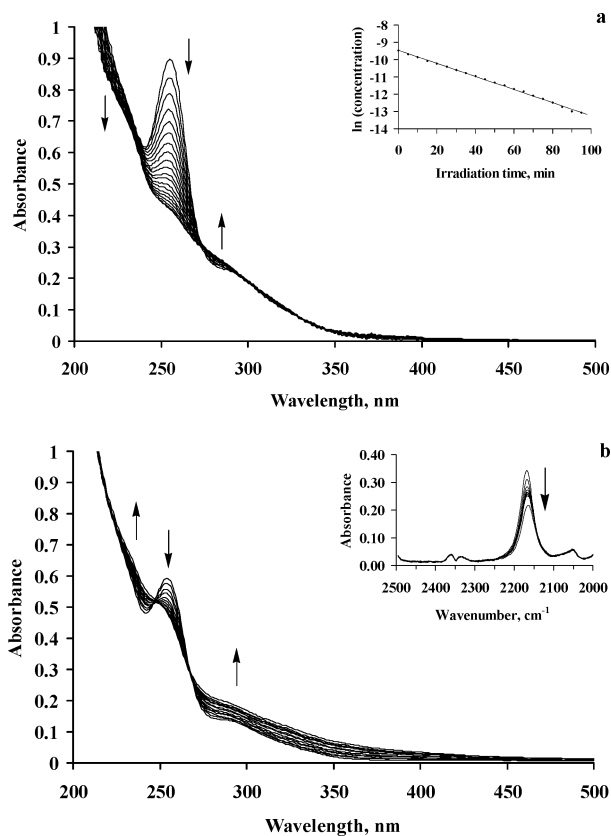 a
1
0.9
0.8
0.7
0.6
0.5
0.4
0.3
0.2
0.1
0
Absorbance
200 250 300 350 400 450 500
Wavelength, nm
-8
-9
-10
-11
-12
-13
-14
ln (concentration)
0 20 40 60 80 100
Irradiation time, min
b
1
0.9
0.8
0.7
0.6
0.5
0.4
0.3
0.2
0.1
0
Absorbance
200 250 300 350 400 450 500
Wavelength, nm
0.40
0.30
0.20
0.10
0.00
Absorbance
2500 2400 2300 2200 2100 2000
Wavenumber, cm-1